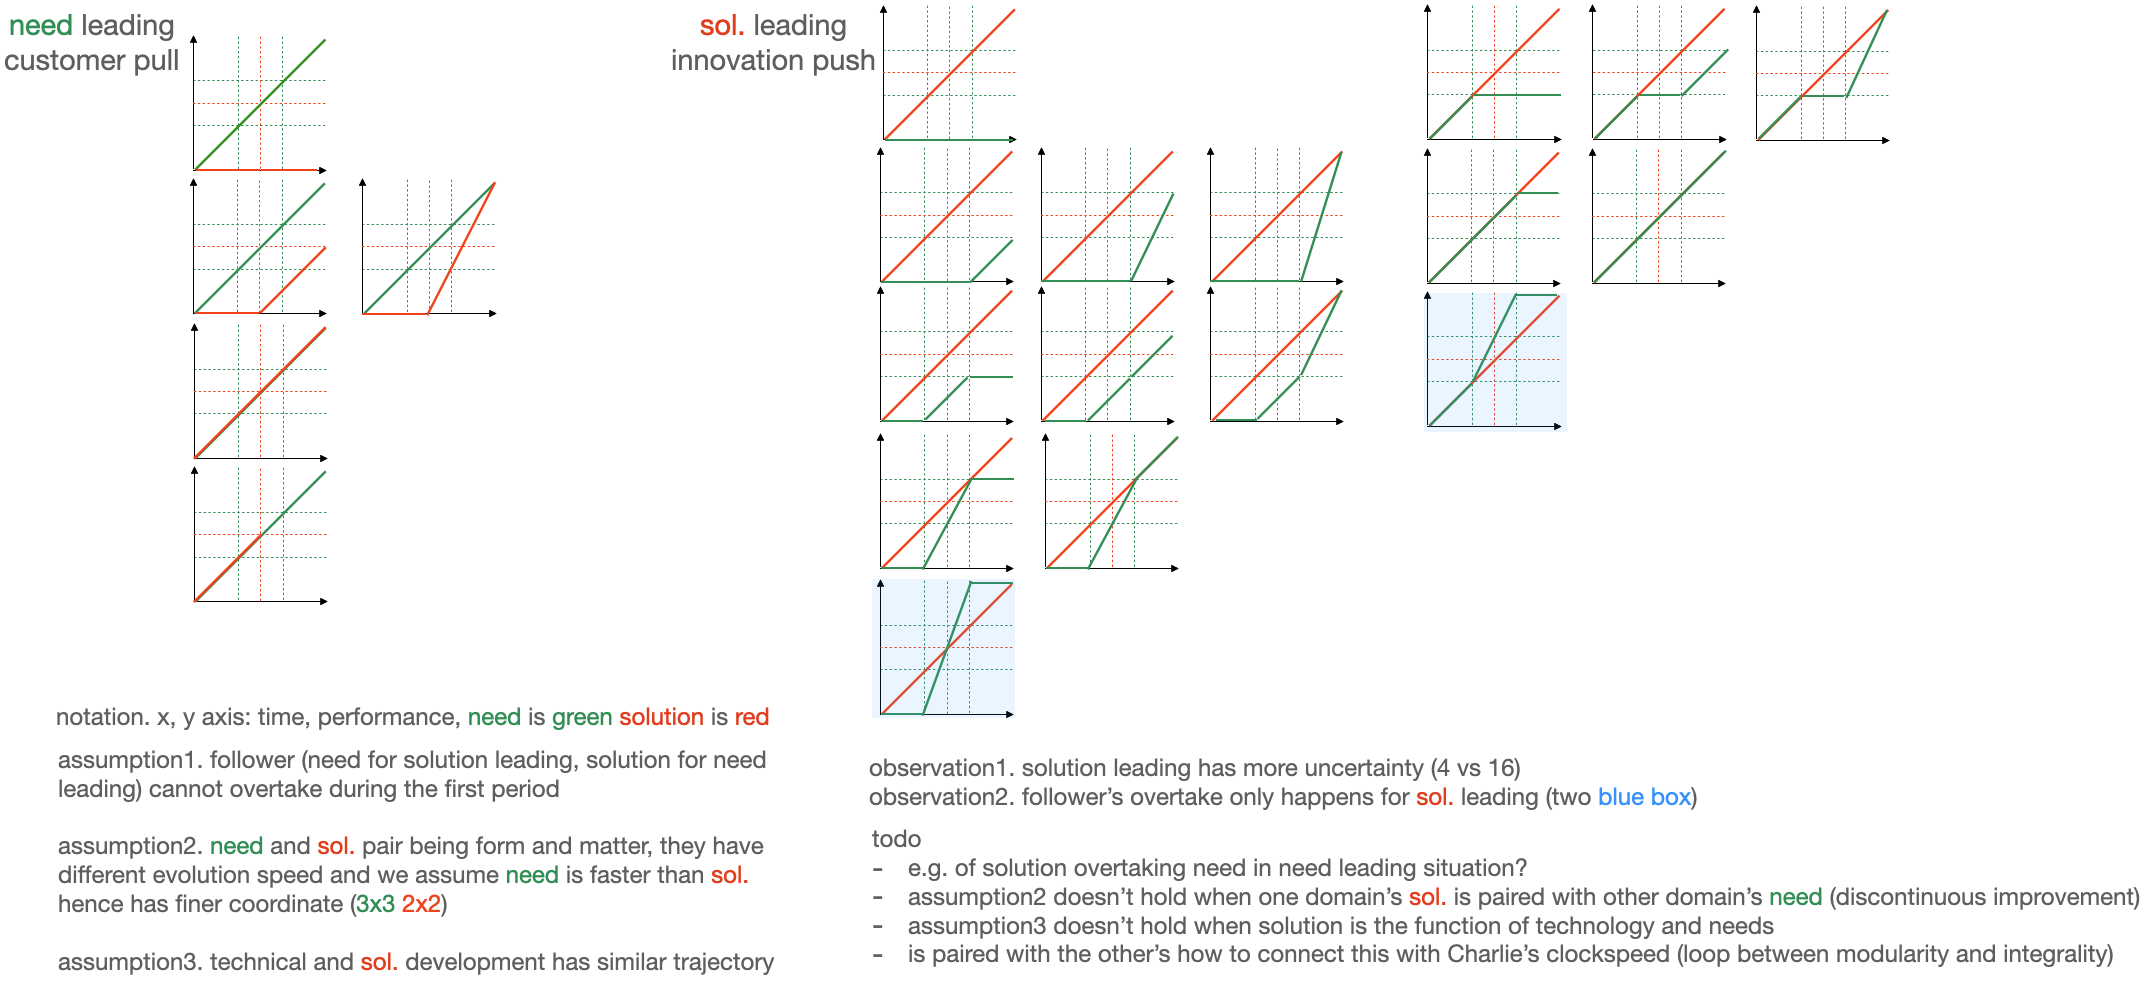 need leading
customer pull
sol. leading
innovation push
notation. x, y axis: time, performance, need is green solution is red
assumption1. follower (need for solution leading, solution for need
leading) cannot overtake during the first period
assumption2. need and sol. pair being form and matter, they have
different evolution speed and we assume need is faster than sol.
hence has finer coordinate (3x3 2x2)
assumption3. technical and sol. development has similar trajectory
observation1. solution leading has more uncertainty (4 vs 16)
observation2. follower's overtake only happens for sol. leading (two blue box)
todo
- e.g. of solution overtaking need in need leading situation?
- assumption2 doesn't hold when one domain's sol. is paired with other domain's need (discontinuous improvement)
- assumption3 doesn't hold when solution is the function of technology and needs
- is paired with the other's how to connect this with Charlie's clockspeed (loop between modularity and integrality)